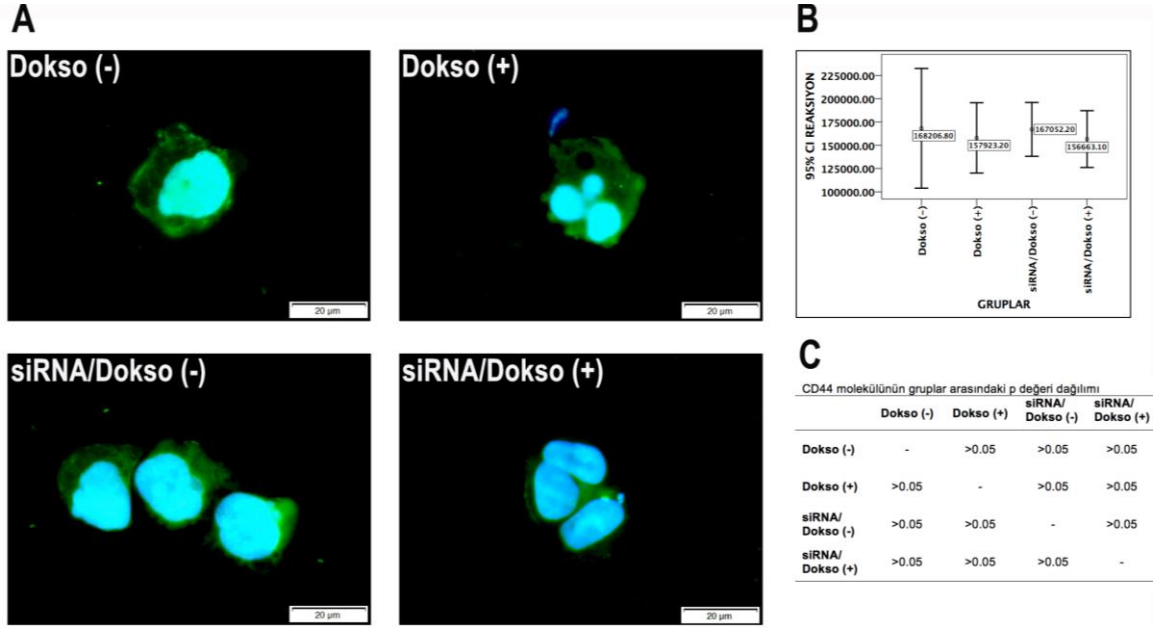 A
Dokso (-)
20 µm
Dokso (+)
20 µm
siRNA/Dokso (-)
20 µm
siRNA/Dokso (+)
20 µm
B
95% CI REAKSIYON
225000.00
200000.00
175000.00
150000.00
125000.00
100000.00
168206.80
157923.20
167052.20
156663.10
Dokso (-)
Dokso (+)
siRNA/Dokso (-)
siRNA/Dokso (+)
GRUPLAR
C
CD44 molekülünün gruplar arasındaki p değeri dağılımı
Dokso (-) Dokso (+) siRNA/ Dokso (-) siRNA/ Dokso (+)
Dokso (-) - >0.05 >0.05 >0.05
Dokso (+) >0.05 - >0.05 >0.05
siRNA/
Dokso (-) >0.05 >0.05 - >0.05
siRNA/
Dokso (+) >0.05 >0.05 >0.05 -